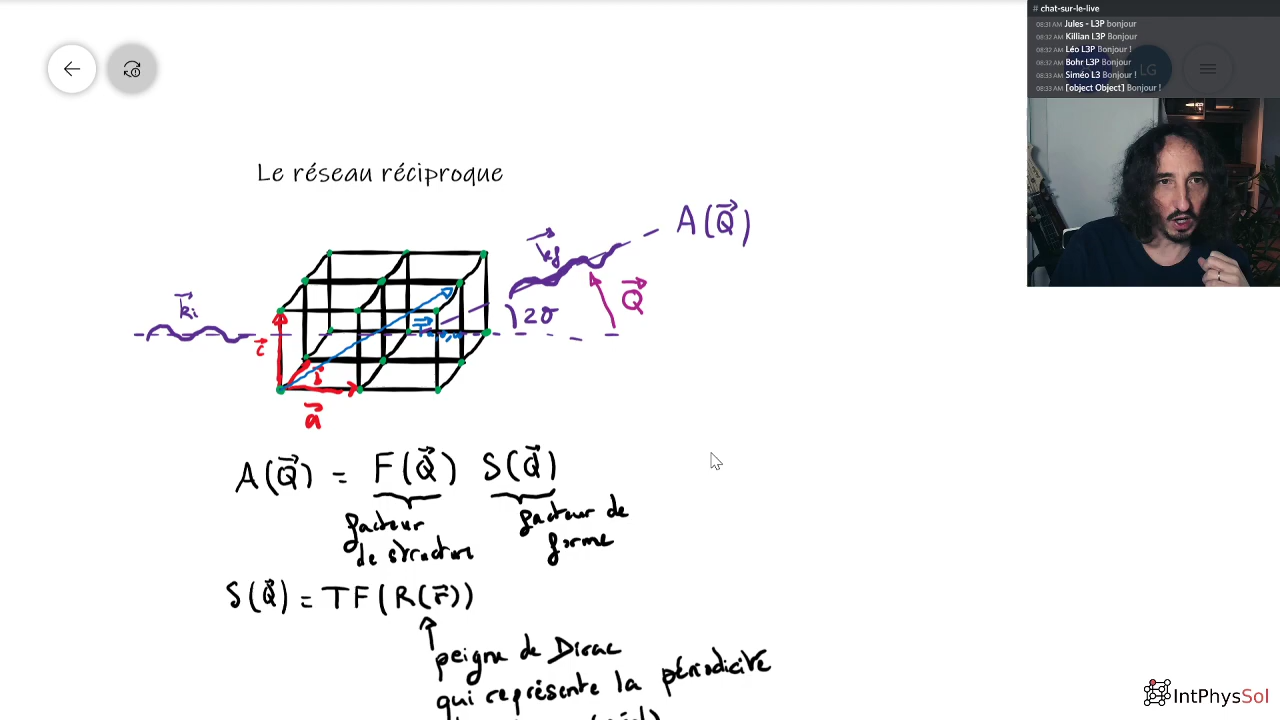 # chat-sur-le-live
08:31 AM Jules - L3P bonjour
08:32 AM Killian L3P Bonjour
08:32 AM Léo L3P Bonjour !
08:32 AM Bohr L3P Bonjour
08:33 AM Siméo L3 Bonjour !
08:33 AM [object Object] Bonjour !
LG
Le réseau réciproque
A(Q⃗)
k⃗f
k⃗i
Q⃗
2θ
c⃗
a⃗
A(Q⃗) = F(Q⃗) S(Q⃗)
facteur de structure
facteur de forme
S(Q⃗) = TF(R(r⃗))
peigne de Dirac
qui représente la périodicité
IntPhysSol